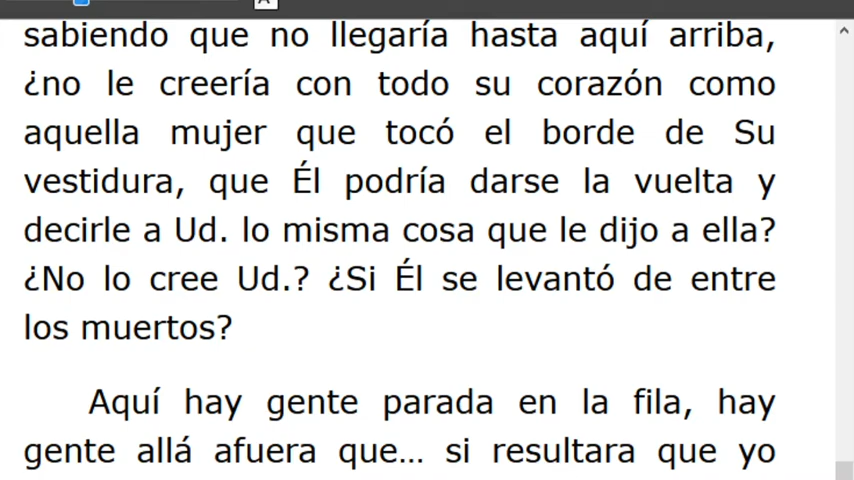 sabiendo que no llegaría hasta aquí arriba,
¿no le creería con todo su corazón como
aquella mujer que tocó el borde de Su
vestidura, que Él podría darse la vuelta y
decirle a Ud. lo misma cosa que le dijo a ella?
¿No lo cree Ud.? ¿Si Él se levantó de entre
los muertos?
Aquí hay gente parada en la fila, hay
gente allá afuera que... si resultara que yo